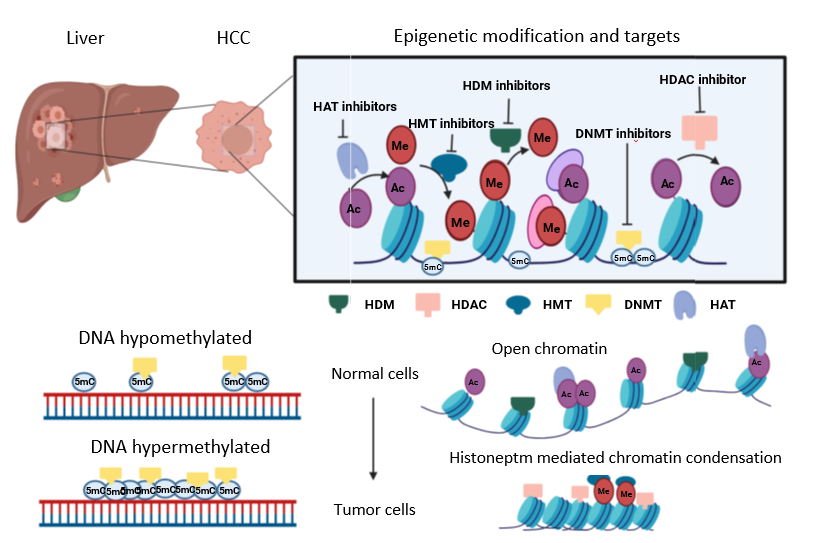 Liver
HCC
Epigenetic modification and targets
HAT inhibitors
HMT inhibitors
HDM inhibitors
DNMT inhibitors
HDAC inhibitor
Me
Ac
Ac
Me
Me
Me
Me
Ac
Ac
Ac
5mC
5mC
5mC
5mC
HDM
HDAC
HMT
DNMT
HAT
DNA hypomethylated
5mC
5mC
5mC
5mC
DNA hypermethylated
5mC
5mC
5mC
5mC
5mC
5mC
5mC
5mC
Normal cells
Tumor cells
Open chromatin
Ac
Ac
Ac
Ac
Ac
Histoneptm mediated chromatin condensation
Me
Me